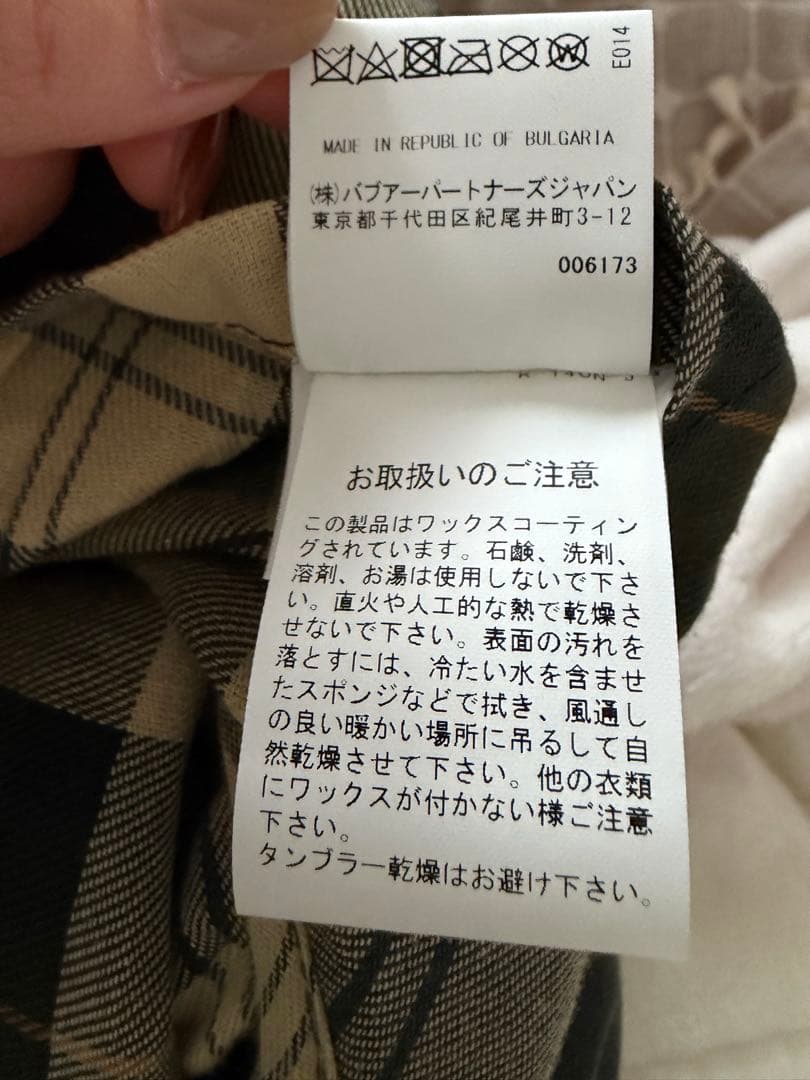 E014
MADE IN REPUBLIC OF BULGARIA
(株)バブアーパートナーズジャパン
東京都千代田区紀尾井町3-12
006173
お取扱いのご注意
この製品はワックスコーティン
グされています。石鹸、洗剤、
溶剤、お湯は使用しないで下さ
い。直火や人工的な熱で乾燥さ
せないで下さい。表面の汚れを
落とすには、冷たい水を含ませ
たスポンジなどで拭き、風通し
の良い暖かい場所に吊るして自
然乾燥させて下さい。他の衣類
にワックスが付かない様ご注意
下さい。
タンブラー乾燥はお避け下さい。